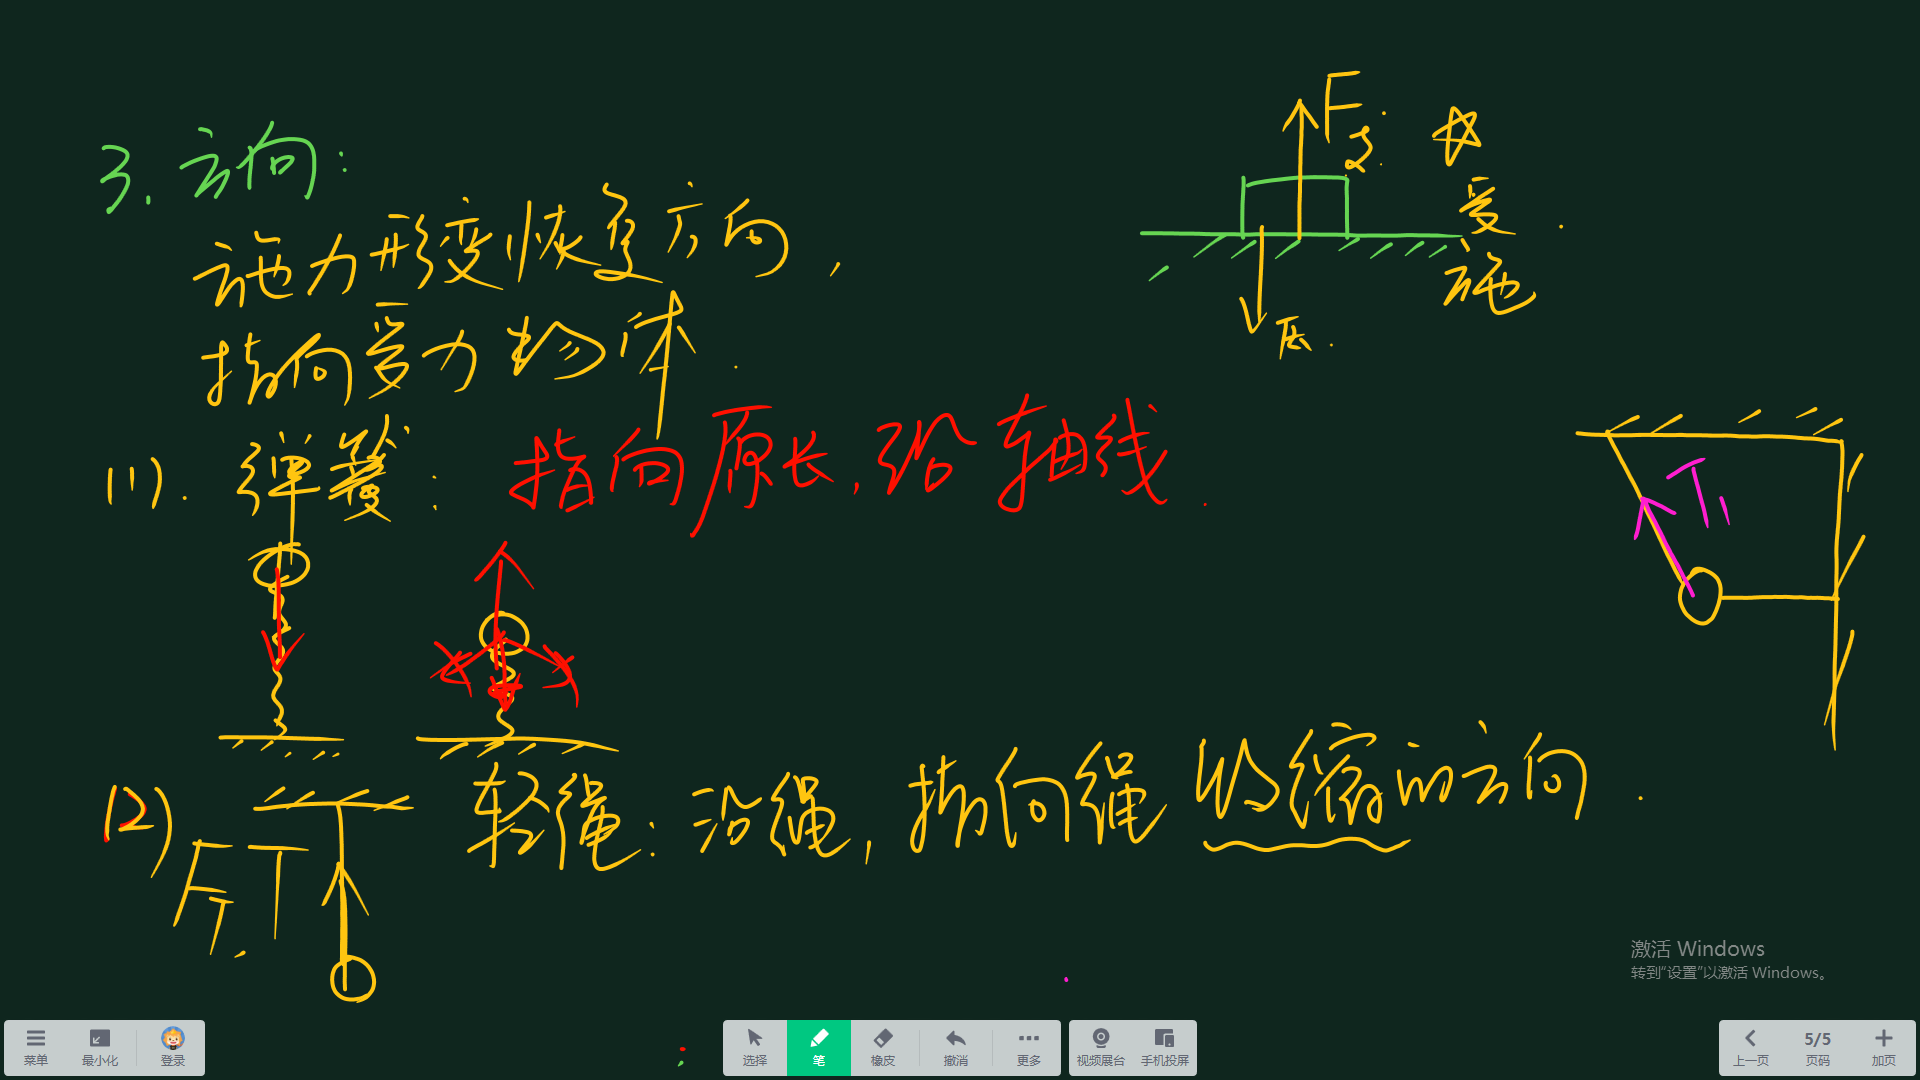 3. 方向:
施力形变恢复方向,
指向受力物体.
(1). 弹簧: 指向原长,沿轴线.
(2) 轻绳: 沿绳, 指向绳收缩的方向.
F_T. T
F支.
受.
施
压.
T₁
激活 Windows
转到“设置”以激活 Windows。
菜单 最小化 登录 选择 笔 橡皮 撤消 更多 视频展台 手机投屏 上一页 5/5 页码 加页